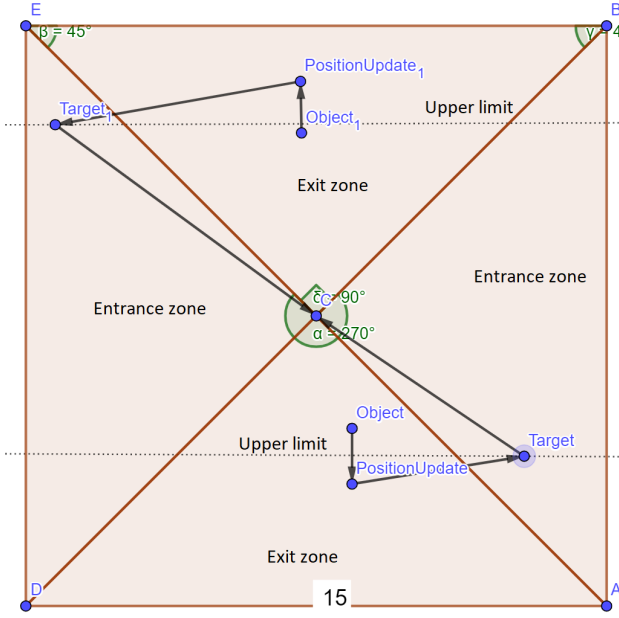 E
B
β = 45°
γ = 4
PositionUpdate1
Target1
Upper limit
Object1
Exit zone
Entrance zone
Entrance zone
C
90°
α = 270°
Object
Upper limit
Target
PositionUpdate
Exit zone
D
15
A